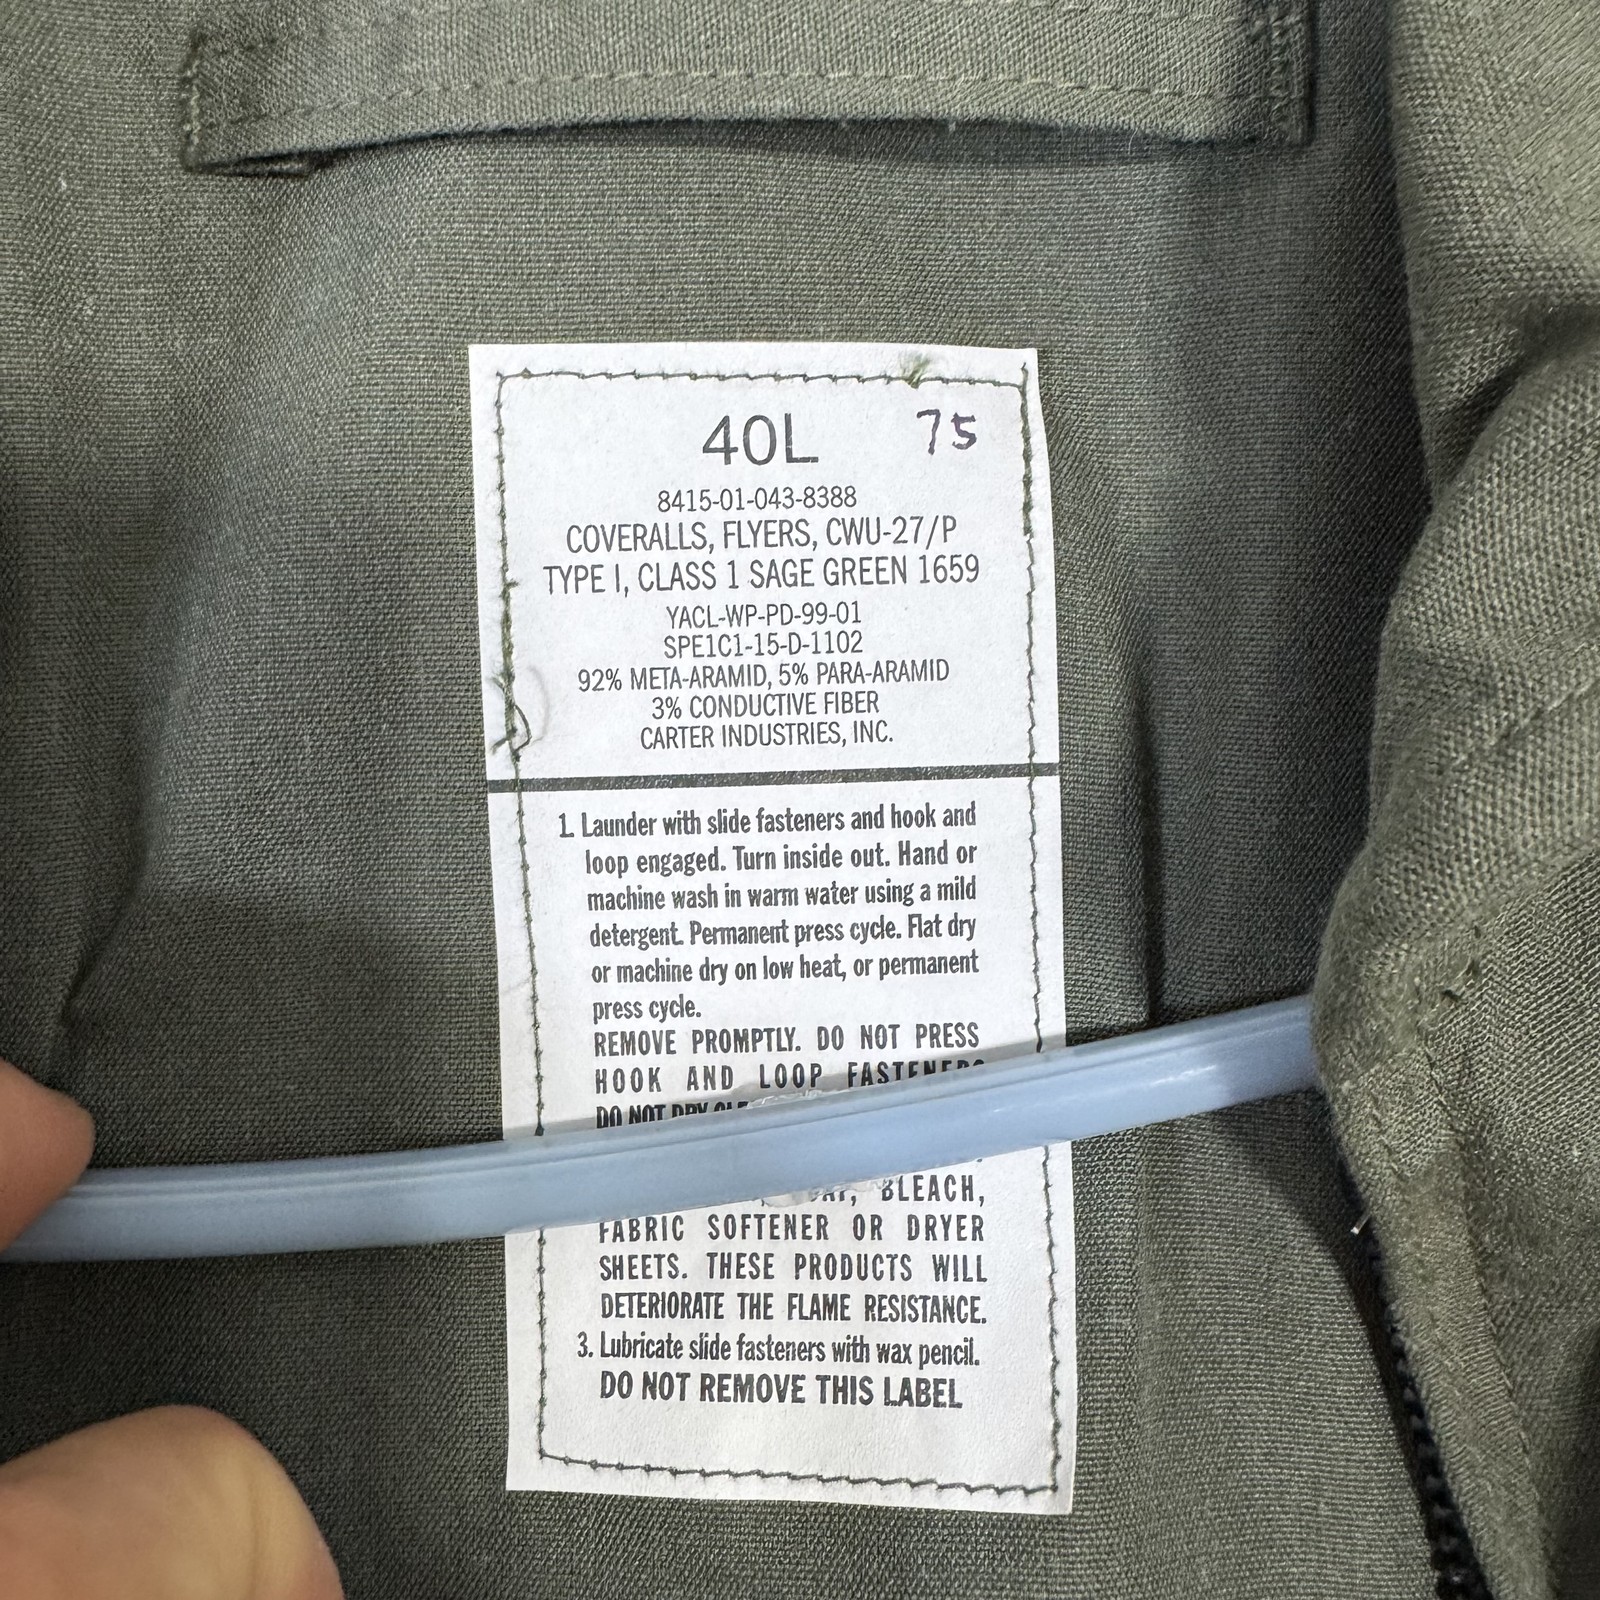 40L 75
8415-01-043-8388
COVERALLS, FLYERS, CWU-27/P
TYPE I, CLASS 1 SAGE GREEN 1659
YACL-WP-PD-99-01
SPE1C1-15-D-1102
92% META-ARAMID, 5% PARA-ARAMID
3% CONDUCTIVE FIBER
CARTER INDUSTRIES, INC.
1. Launder with slide fasteners and hook and
loop engaged. Turn inside out. Hand or
machine wash in warm water using a mild
detergent. Permanent press cycle. Flat dry
or machine dry on low heat, or permanent
press cycle.
REMOVE PROMPTLY. DO NOT PRESS
HOOK AND LOOP FASTENERS
DO NOT DRY
BLEACH,
FABRIC SOFTENER OR DRYER
SHEETS. THESE PRODUCTS WILL
DETERIORATE THE FLAME RESISTANCE.
3. Lubricate slide fasteners with wax pencil.
DO NOT REMOVE THIS LABEL